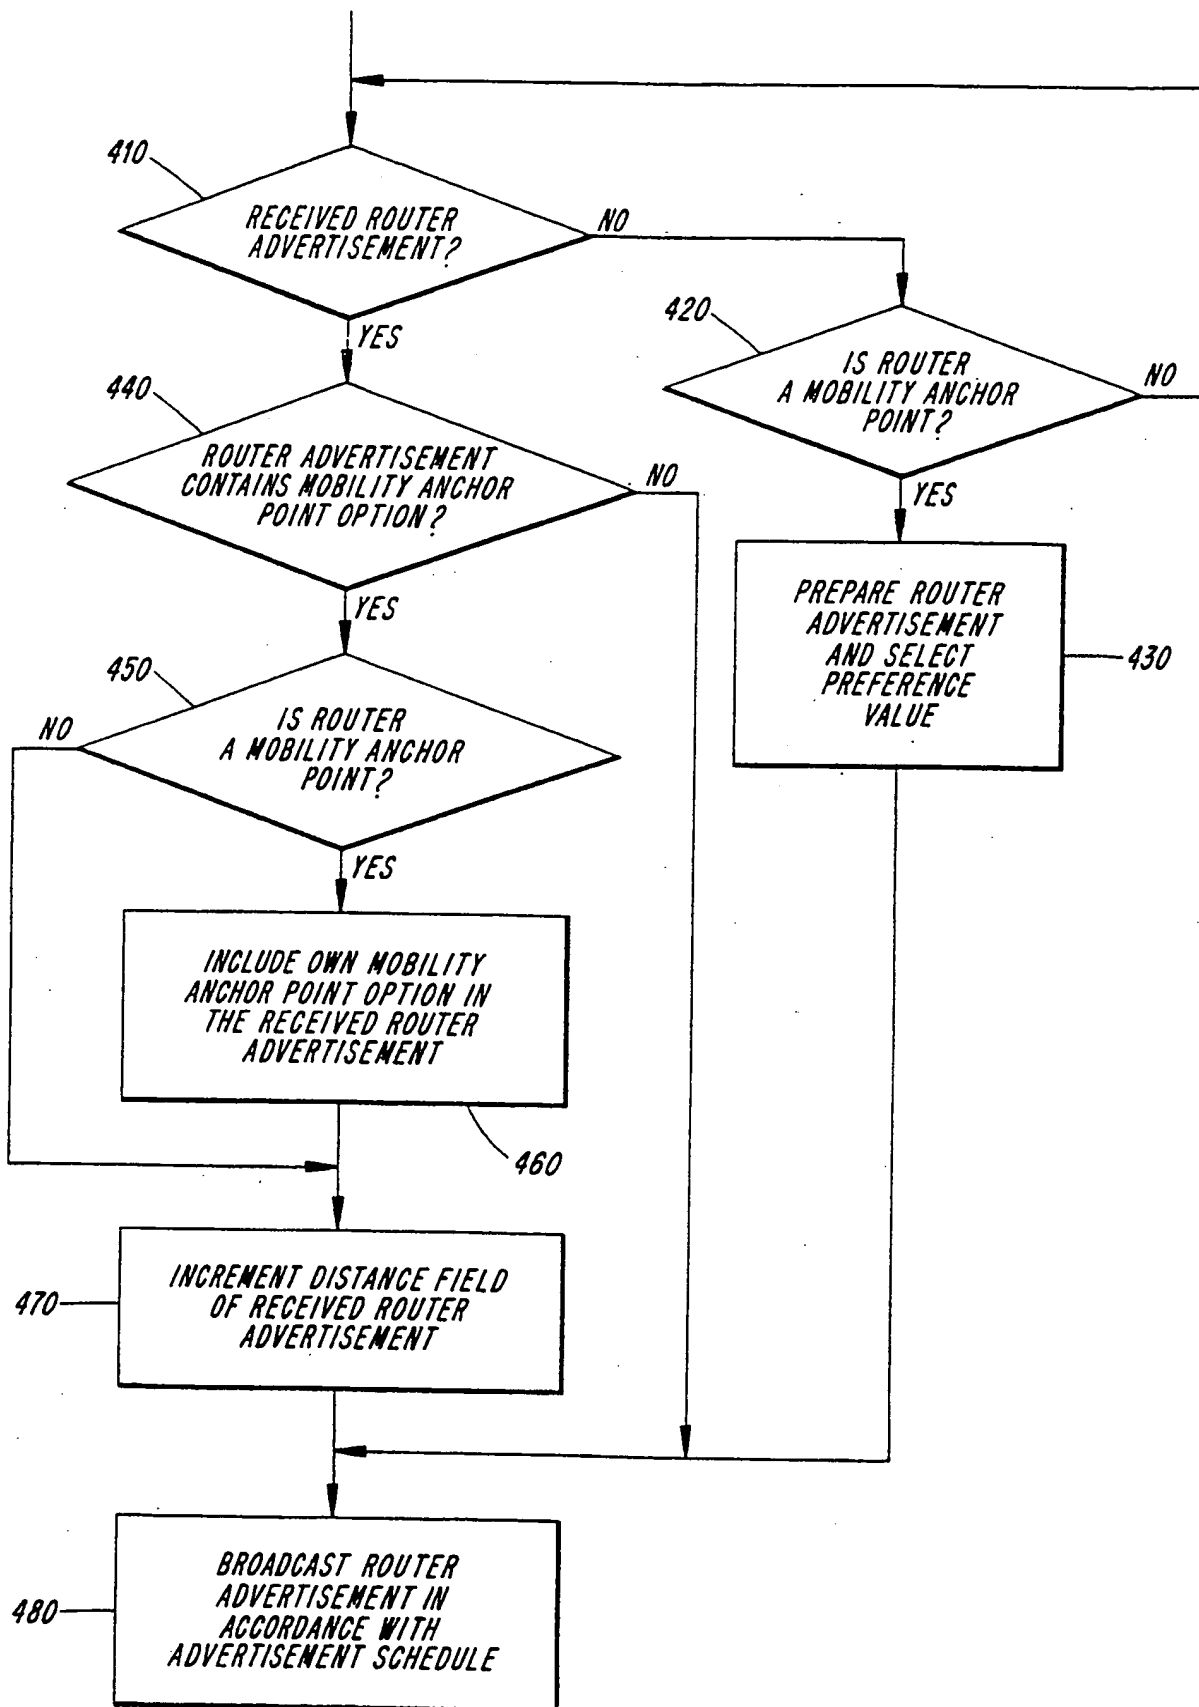 410
RECEIVED ROUTER
ADVERTISEMENT?
NO
YES
420
IS ROUTER
A MOBILITY ANCHOR
POINT?
NO
YES
440
ROUTER ADVERTISEMENT
CONTAINS MOBILITY ANCHOR
POINT OPTION?
NO
YES
PREPARE ROUTER
ADVERTISEMENT
AND SELECT
PREFERENCE
VALUE
430
450
NO
IS ROUTER
A MOBILITY ANCHOR
POINT?
YES
INCLUDE OWN MOBILITY
ANCHOR POINT OPTION IN
THE RECEIVED ROUTER
ADVERTISEMENT
460
INCREMENT DISTANCE FIELD
OF RECEIVED ROUTER
ADVERTISEMENT
470
BROADCAST ROUTER
ADVERTISEMENT IN
ACCORDANCE WITH
ADVERTISEMENT SCHEDULE
480